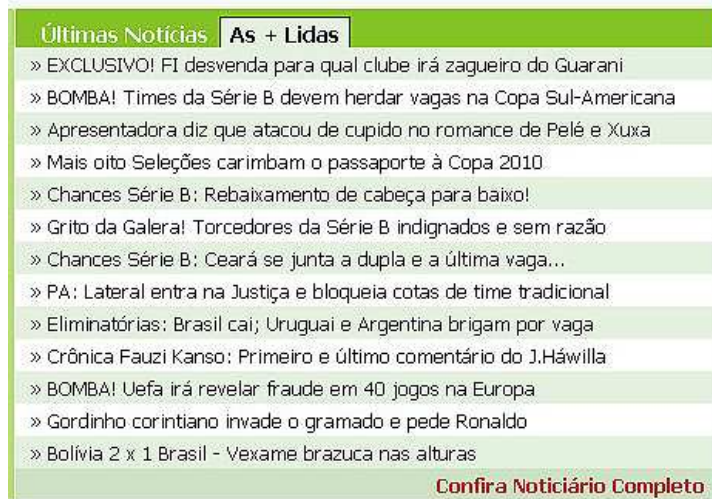 Últimas Notícias As + Lidas
» EXCLUSIVO! FI desvenda para qual clube irá zagueiro do Guarani
» BOMBA! Times da Série B devem herdar vagas na Copa Sul-Americana
» Apresentadora diz que atacou de cupido no romance de Pelé e Xuxa
» Mais oito Seleções carimbam o passaporte à Copa 2010
» Chances Série B: Rebaixamento de cabeça para baixo!
» Grito da Galera! Torcedores da Série B indignados e sem razão
» Chances Série B: Ceará se junta a dupla e a última vaga...
» PA: Lateral entra na Justiça e bloqueia cotas de time tradicional
» Eliminatórias: Brasil cai; Uruguai e Argentina brigam por vaga
» Crônica Fauzi Kanso: Primeiro e último comentário do J.Háwilla
» BOMBA! Uefa irá revelar fraude em 40 jogos na Europa
» Gordinho corintiano invade o gramado e pede Ronaldo
» Bolívia 2 x 1 Brasil - Vexame brazuca nas alturas
Confira Noticiário Completo